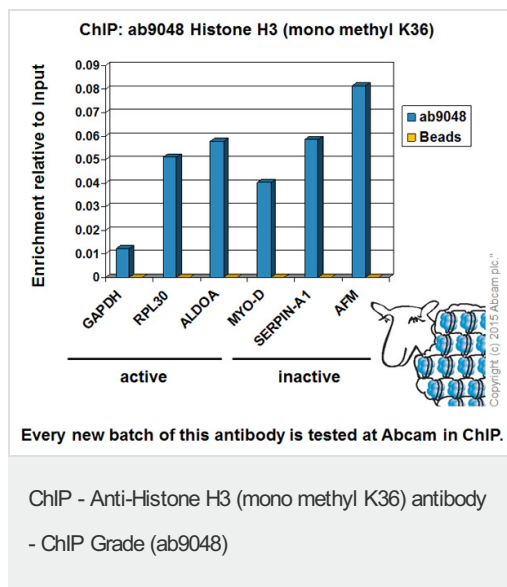 ChIP: ab9048 Histone H3 (mono methyl K36)
Enrichment relative to Input
0.09
0.08
0.07
0.06
0.05
0.04
0.03
0.02
0.01
0
ab9048
Beads
GAPDH
RPL30
ALDOA
MYO-D
SERPIN-A1
AFM
active
inactive
Copyright (c) 2015 Abcam plc."
Every new batch of this antibody is tested at Abcam in ChIP.
ChIP - Anti-Histone H3 (mono methyl K36) antibody
- ChIP Grade (ab9048)